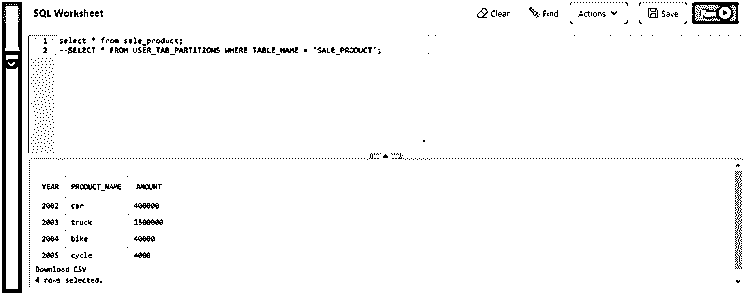 SQL Worksheet Clear Find Actions Save Run
1 select * from sale_product;
2 --SELECT * FROM USER_TAB_PARTITIONS WHERE TABLE_NAME = 'SALE_PRODUCT';
YEAR PRODUCT_NAME AMOUNT
2002 car 400000
2003 truck 1500000
2004 bike 40000
2005 cycle 4000
Download CSV
4 rows selected.